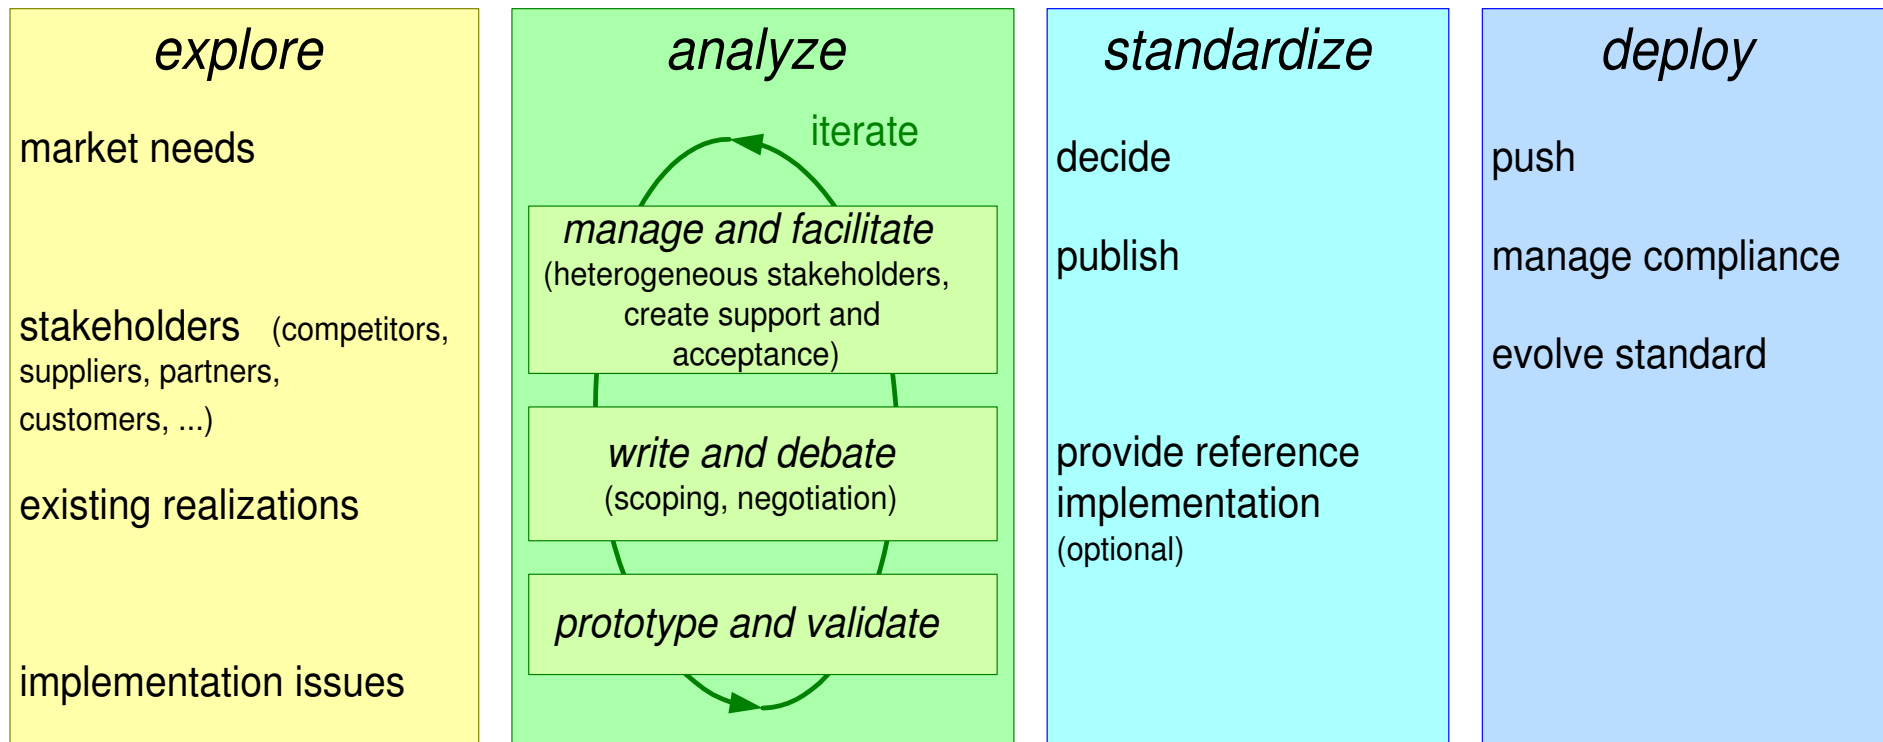 explore
market needs
stakeholders (competitors,
suppliers, partners,
customers, ...)
existing realizations
implementation issues
analyze
iterate
manage and facilitate
(heterogeneous stakeholders,
create support and
acceptance)
write and debate
(scoping, negotiation)
prototype and validate
standardize
decide
publish
provide reference
implementation
(optional)
deploy
push
manage compliance
evolve standard